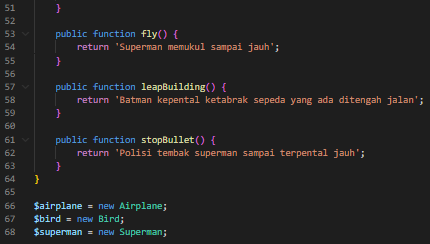 51 }
52
53 public function fly() {
54 return 'Superman memukul sampai jauh';
55 }
56
57 public function leapBuilding() {
58 return 'Batman kepental ketabrak sepeda yang ada ditengah jalan';
59 }
60
61 public function stopBullet() {
62 return 'Polisi tembak superman sampai terpental jauh';
63 }
64 }
65
66 $airplane = new Airplane;
67 $bird = new Bird;
68 $superman = new Superman;